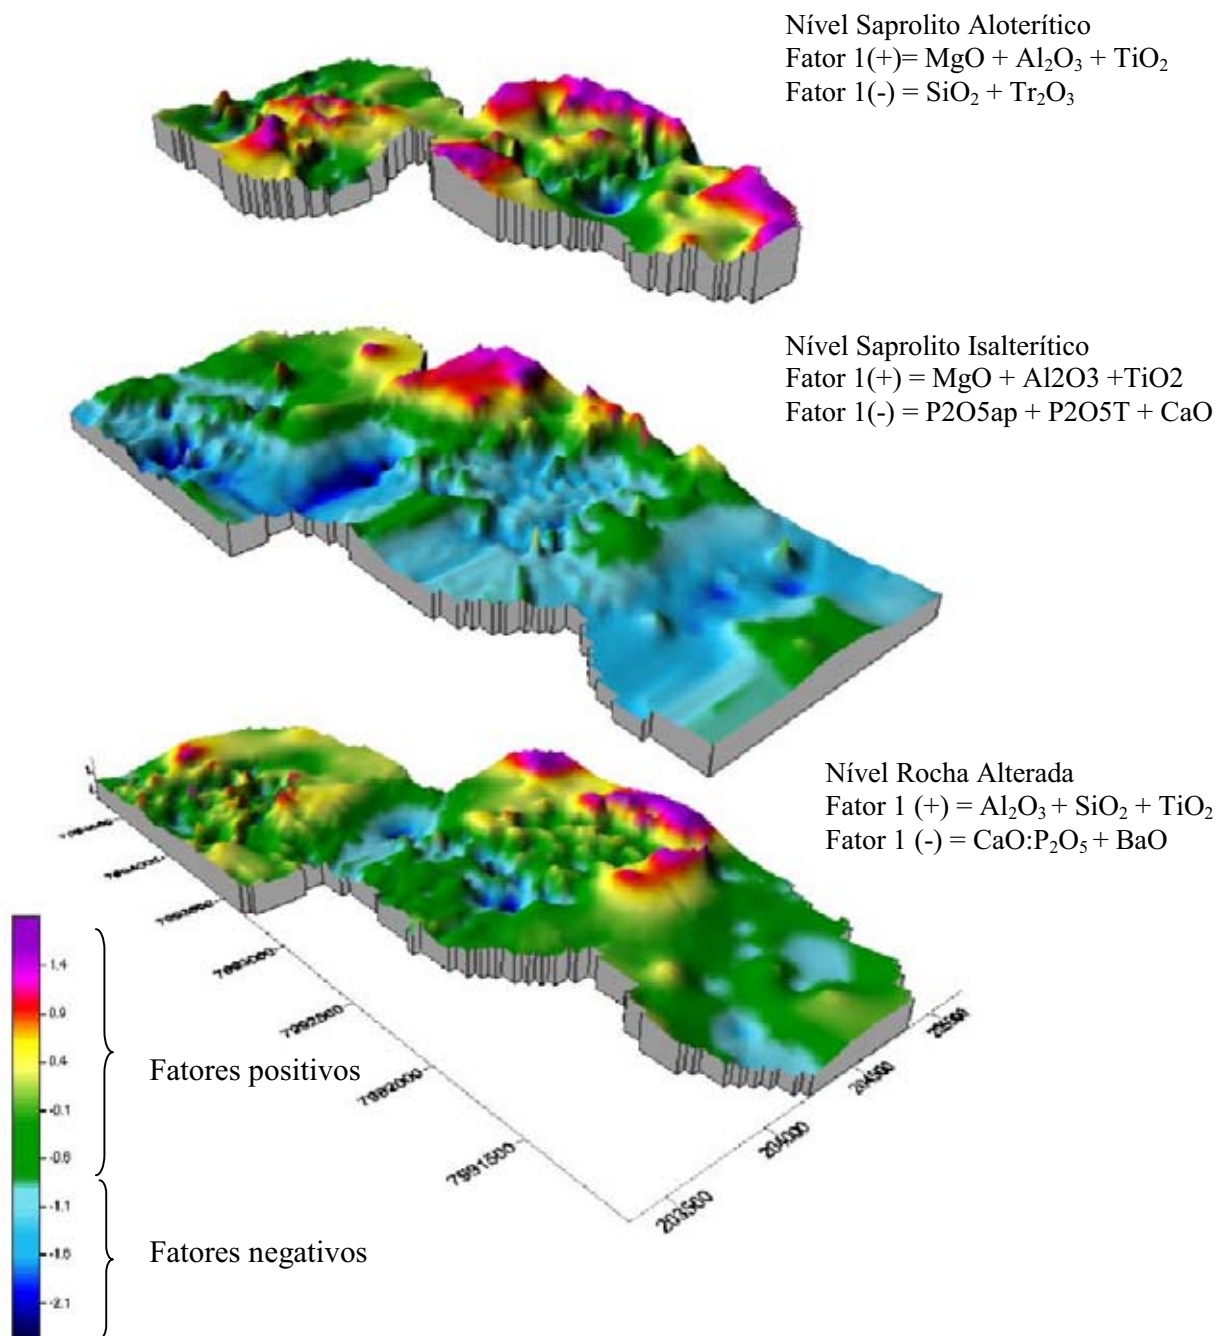 Nível Saprolito Aloterítico
Fator 1(+)= MgO + Al₂O₃ + TiO₂
Fator 1(-) = SiO₂ + Tr₂O₃
Nível Saprolito Isalterítico
Fator 1(+) = MgO + Al2O3 +TiO2
Fator 1(-) = P2O5ap + P2O5T + CaO
Nível Rocha Alterada
Fator 1 (+) = Al₂O₃ + SiO₂ + TiO₂
Fator 1 (-) = CaO:P₂O₅ + BaO
7993000
7992500
7992000
7991500
203500
204000
204500
1.4
0.9
0.4
-0.1
-0.6
-1.1
-1.6
-2.1
Fatores positivos
Fatores negativos